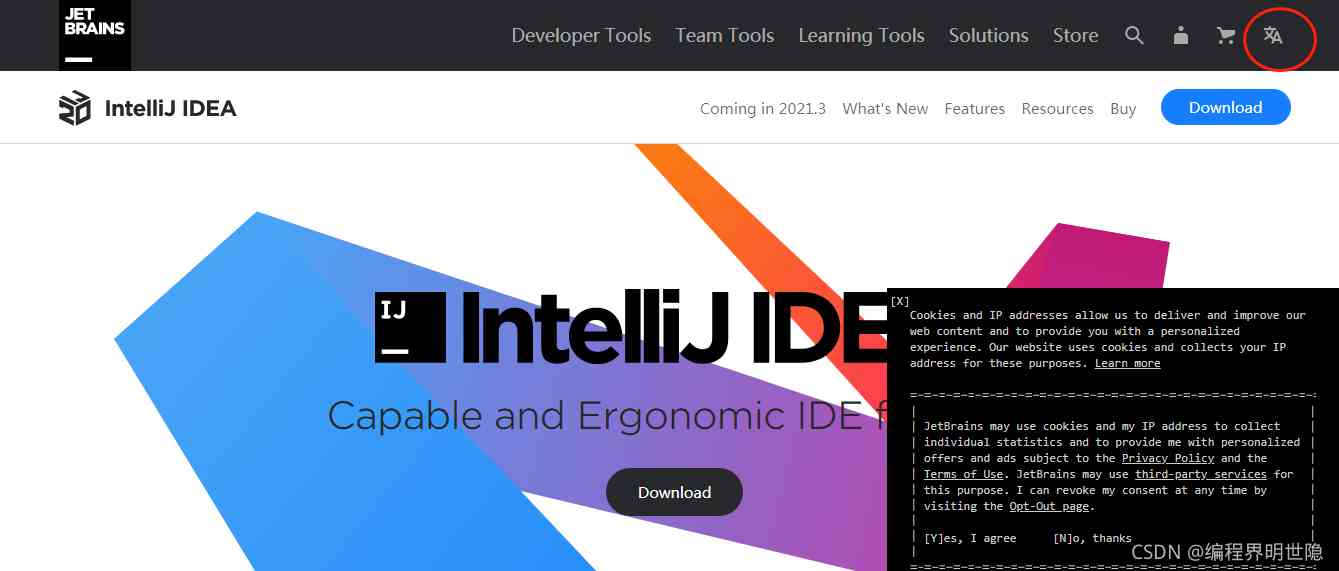 JET
BRAINS
Developer Tools Team Tools Learning Tools Solutions Store
IntelliJ IDEA
Coming in 2021.3 What's New Features Resources Buy Download
IJ
IntelliJ IDE
Capable and Ergonomic IDE f
Download
[X]
Cookies and IP addresses allow us to deliver and improve our
web content and to provide you with a personalized
experience. Our website uses cookies and collects your IP
address for these purposes. Learn more
JetBrains may use cookies and my IP address to collect
individual statistics and to provide me with personalized
offers and ads subject to the Privacy Policy and the
Terms of Use. JetBrains may use third-party services for
this purpose. I can revoke my consent at any time by
visiting the Opt-Out page.
[Y]es, I agree [N]o, thanks
CSDN @编程界明世隐